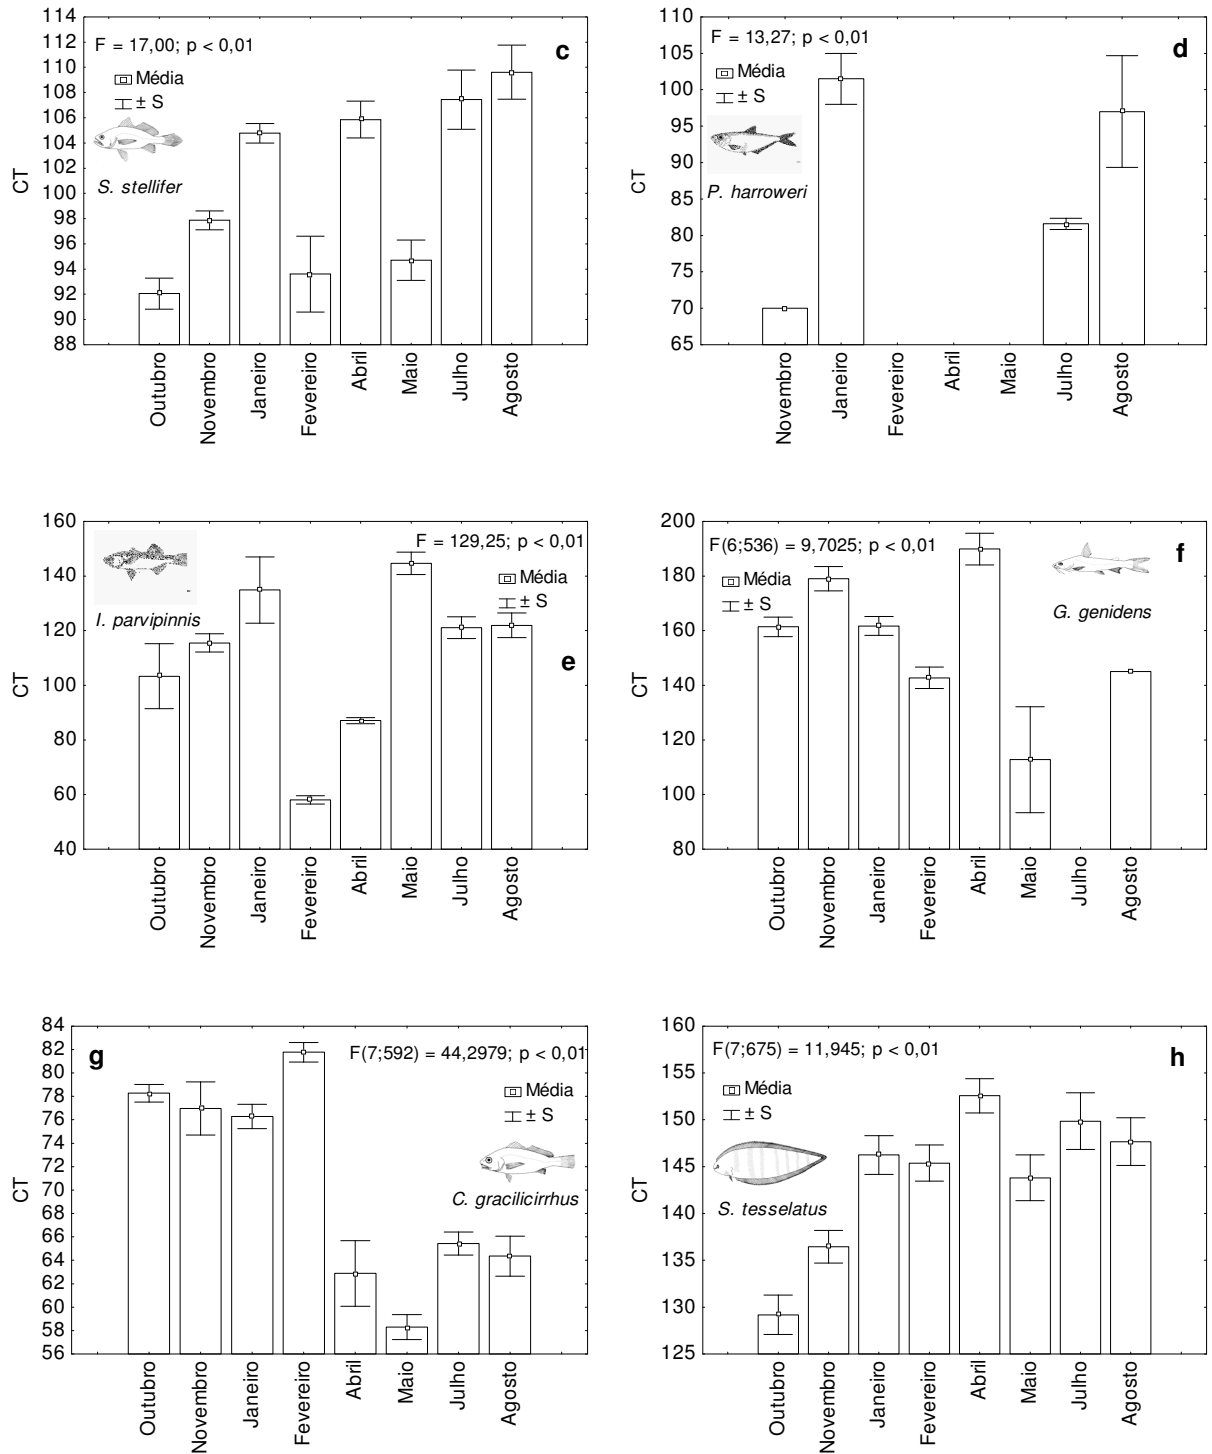 c
F = 17,00; p < 0,01
Média
± S
S. stellifer
CT
114
112
110
108
106
104
102
100
98
96
94
92
90
88
Outubro
Novembro
Janeiro
Fevereiro
Abril
Maio
Julho
Agosto
d
F = 13,27; p < 0,01
Média
± S
P. harroweri
CT
110
105
100
95
90
85
80
75
70
65
Novembro
Janeiro
Fevereiro
Abril
Maio
Julho
Agosto
e
F = 129,25; p < 0,01
Média
± S
I. parvipinnis
CT
160
140
120
100
80
60
40
Outubro
Novembro
Janeiro
Fevereiro
Abril
Maio
Julho
Agosto
f
F(6;536) = 9,7025; p < 0,01
Média
± S
G. genidens
CT
200
180
160
140
120
100
80
Outubro
Novembro
Janeiro
Fevereiro
Abril
Maio
Julho
Agosto
g
F(7;592) = 44,2979; p < 0,01
Média
± S
C. gracilicirrhus
CT
84
82
80
78
76
74
72
70
68
66
64
62
60
58
56
Outubro
Novembro
Janeiro
Fevereiro
Abril
Maio
Julho
Agosto
h
F(7;675) = 11,945; p < 0,01
Média
± S
S. tesselatus
CT
160
155
150
145
140
135
130
125
Outubro
Novembro
Janeiro
Fevereiro
Abril
Maio
Julho
Agosto